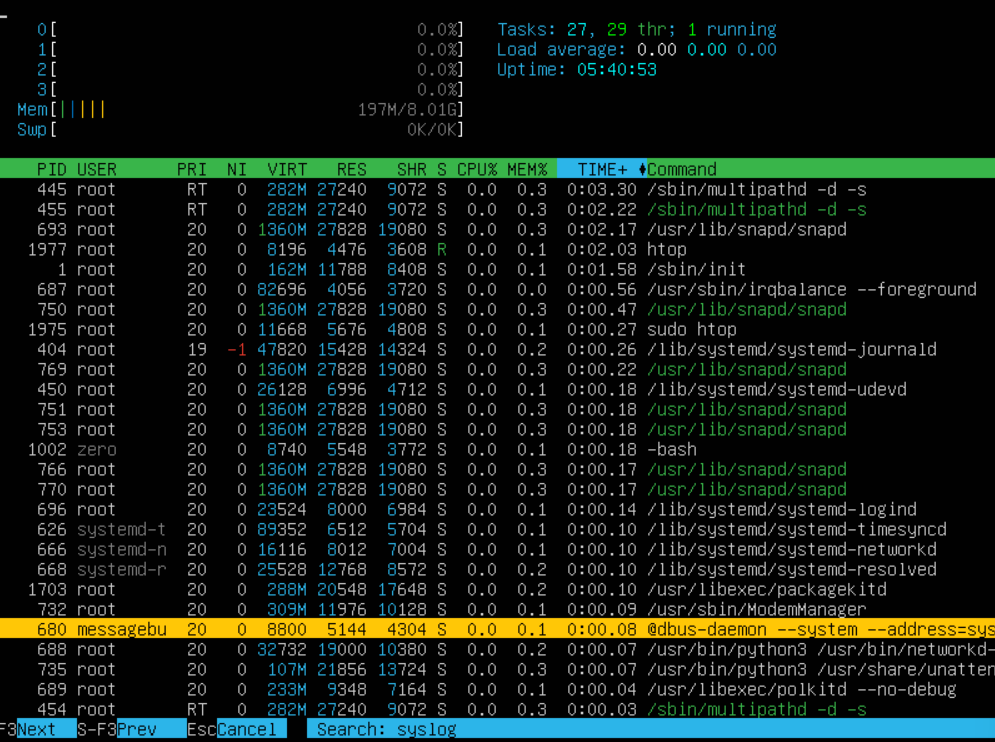 0[ 0.0%] Tasks: 27, 29 thr; 1 running
1[ 0.0%] Load average: 0.00 0.00 0.00
2[ 0.0%] Uptime: 05:40:53
3[ 0.0%]
Mem[||||| 197M/8.01G]
Swp[ 0K/0K]
PID USER PRI NI VIRT RES SHR S CPU% MEM% TIME+ Command
445 root RT 0 282M 27240 9072 S 0.0 0.3 0:03.30 /sbin/multipathd -d -s
455 root RT 0 282M 27240 9072 S 0.0 0.3 0:02.22 /sbin/multipathd -d -s
693 root 20 0 1360M 27828 19080 S 0.0 0.3 0:02.17 /usr/lib/snapd/snapd
1977 root 20 0 8196 4476 3608 R 0.0 0.1 0:02.03 htop
1 root 20 0 162M 11788 8408 S 0.0 0.1 0:01.58 /sbin/init
687 root 20 0 82696 4056 3720 S 0.0 0.0 0:00.56 /usr/sbin/irqbalance --foreground
750 root 20 0 1360M 27828 19080 S 0.0 0.3 0:00.47 /usr/lib/snapd/snapd
1975 root 20 0 11668 5676 4808 S 0.0 0.1 0:00.27 sudo htop
404 root 19 -1 47820 15428 14324 S 0.0 0.2 0:00.26 /lib/systemd/systemd-journald
769 root 20 0 1360M 27828 19080 S 0.0 0.3 0:00.22 /usr/lib/snapd/snapd
450 root 20 0 26128 6996 4712 S 0.0 0.1 0:00.18 /lib/systemd/systemd-udevd
751 root 20 0 1360M 27828 19080 S 0.0 0.3 0:00.18 /usr/lib/snapd/snapd
753 root 20 0 1360M 27828 19080 S 0.0 0.3 0:00.18 /usr/lib/snapd/snapd
1002 zero 20 0 8740 5548 3772 S 0.0 0.1 0:00.18 -bash
766 root 20 0 1360M 27828 19080 S 0.0 0.3 0:00.17 /usr/lib/snapd/snapd
770 root 20 0 1360M 27828 19080 S 0.0 0.3 0:00.17 /usr/lib/snapd/snapd
696 root 20 0 23524 8000 6984 S 0.0 0.1 0:00.14 /lib/systemd/systemd-logind
626 systemd-t 20 0 89352 6512 5704 S 0.0 0.1 0:00.10 /lib/systemd/systemd-timesyncd
666 systemd-n 20 0 16116 8012 7004 S 0.0 0.1 0:00.10 /lib/systemd/systemd-networkd
668 systemd-r 20 0 25528 12768 8572 S 0.0 0.2 0:00.10 /lib/systemd/systemd-resolved
1703 root 20 0 288M 20548 17648 S 0.0 0.2 0:00.10 /usr/libexec/packagekitd
732 root 20 0 309M 11976 10128 S 0.0 0.1 0:00.09 /usr/sbin/ModemManager
680 messagebu 20 0 8800 5144 4304 S 0.0 0.1 0:00.08 @dbus-daemon --system --address=sys
688 root 20 0 32732 19000 10380 S 0.0 0.2 0:00.07 /usr/bin/python3 /usr/bin/networkd-
735 root 20 0 107M 21856 13724 S 0.0 0.3 0:00.07 /usr/bin/python3 /usr/share/unatten
689 root 20 0 233M 9348 7164 S 0.0 0.1 0:00.04 /usr/libexec/polkitd --no-debug
454 root RT 0 282M 27240 9072 S 0.0 0.3 0:00.03 /sbin/multipathd -d -s
F3Next S-F3Prev EscCancel Search: syslog